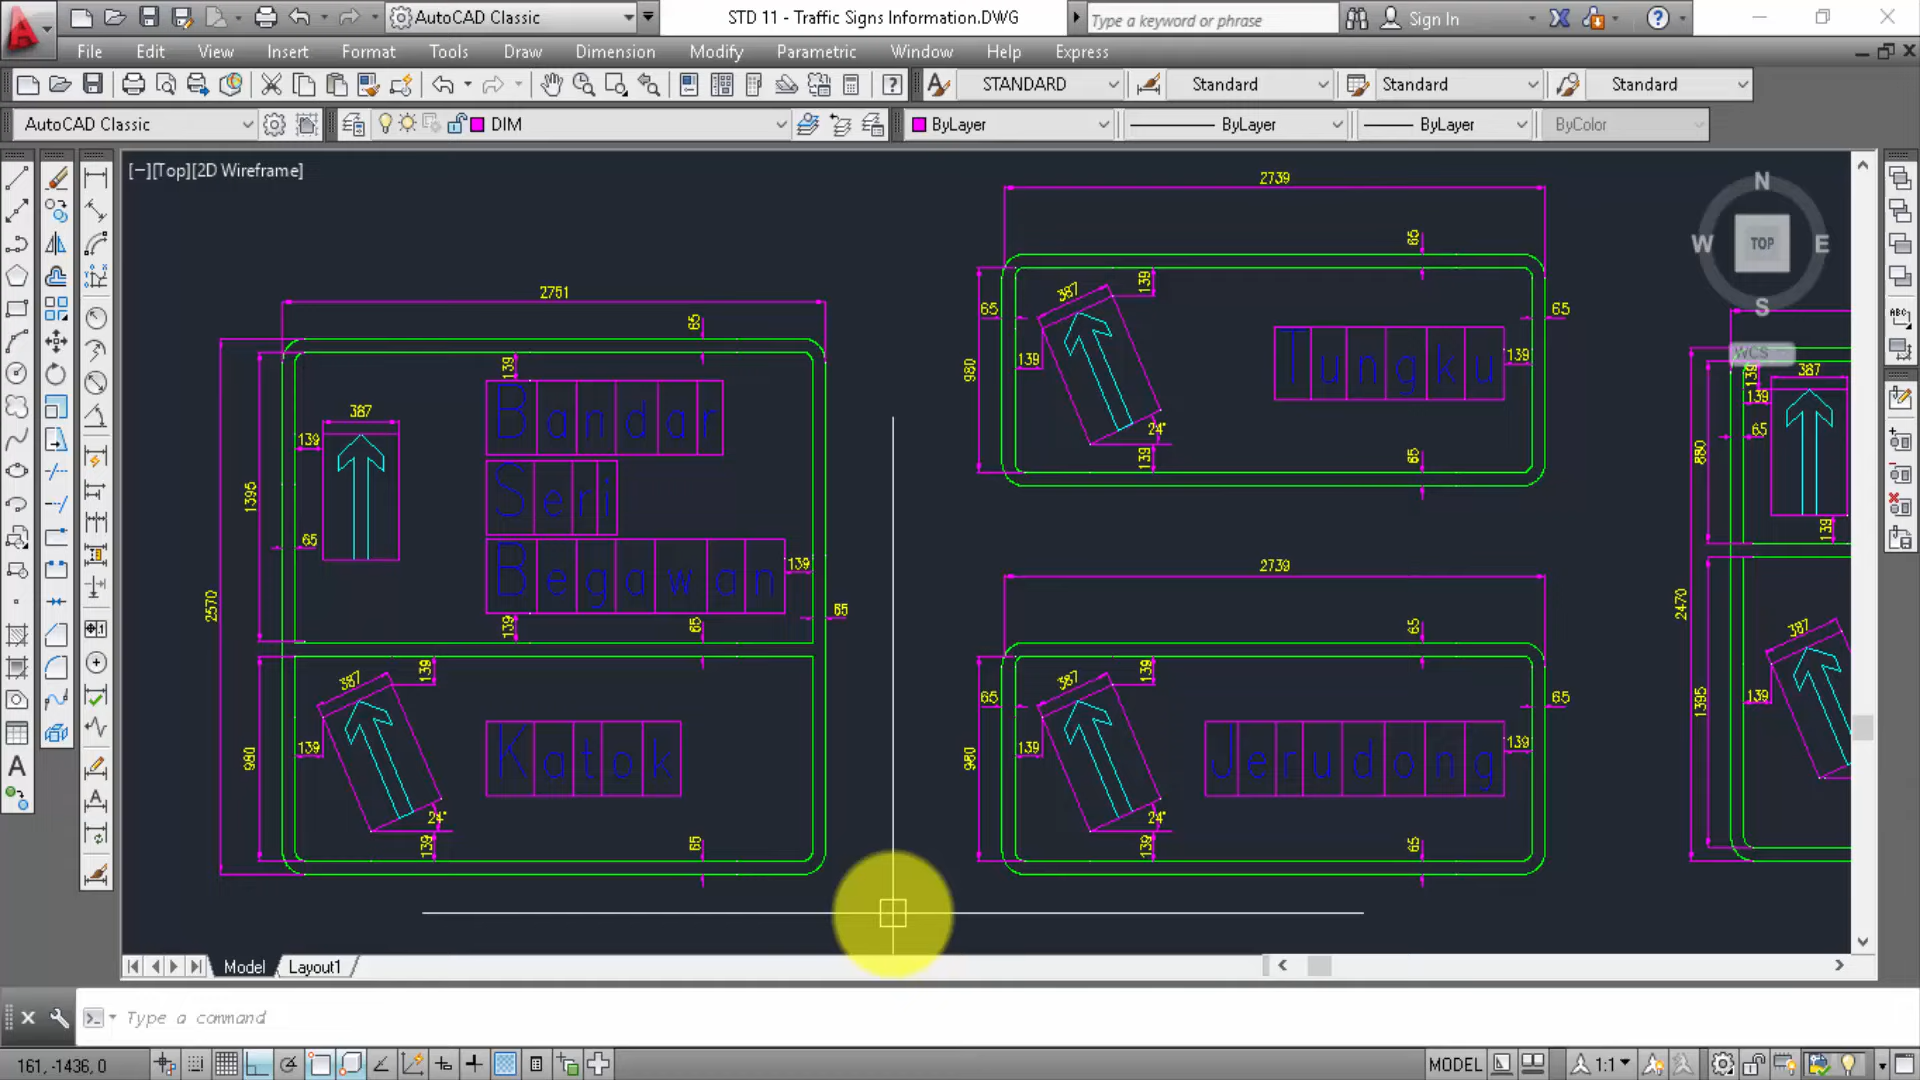 AutoCAD Classic
STD 11 - Traffic Signs Information.DWG
Type a keyword or phrase
Sign In
File Edit View Insert Format Tools Draw Dimension Modify Parametric Window Help Express
STANDARD
Standard
Standard
Standard
AutoCAD Classic
DIM
ByLayer
ByLayer
ByLayer
ByColor
[−][Top][2D Wireframe]
N
W TOP E
S
WCS
2751
65
139
Bandar
387
139
Seri
1395
65
Begawan
139
65
2570
139
65
387
139
980
139
Katok
24°
139
65
2739
65
139
387
65
65
139
980
Tungku
139
24°
139
65
2739
65
139
387
65
65
139
980
Jerudong
139
24°
139
65
139
387
139
65
880
139
2470
387
139
1395
Model Layout1
Type a command
161, -1436, 0
MODEL
1:1